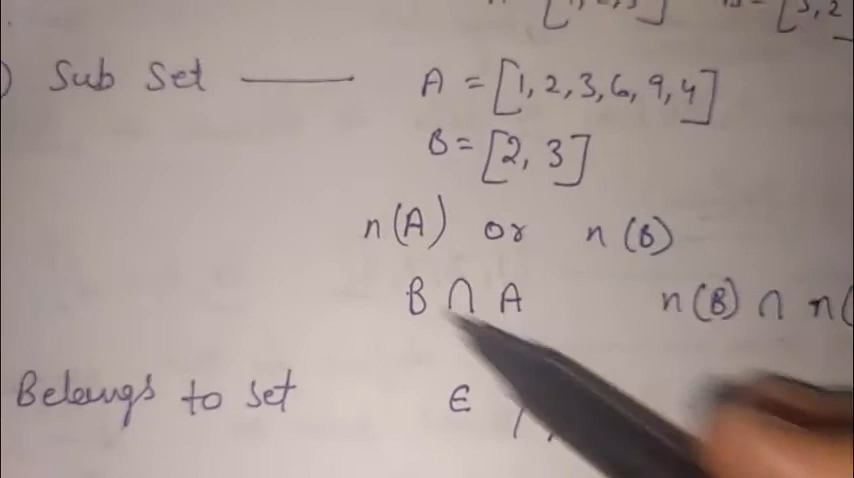 ) Sub Set — A = [1, 2, 3, 6, 9, 4]
B = [2, 3]
n(A) or n(B)
B ∩ A n(B) ∩ n(
Belongs to set ∈